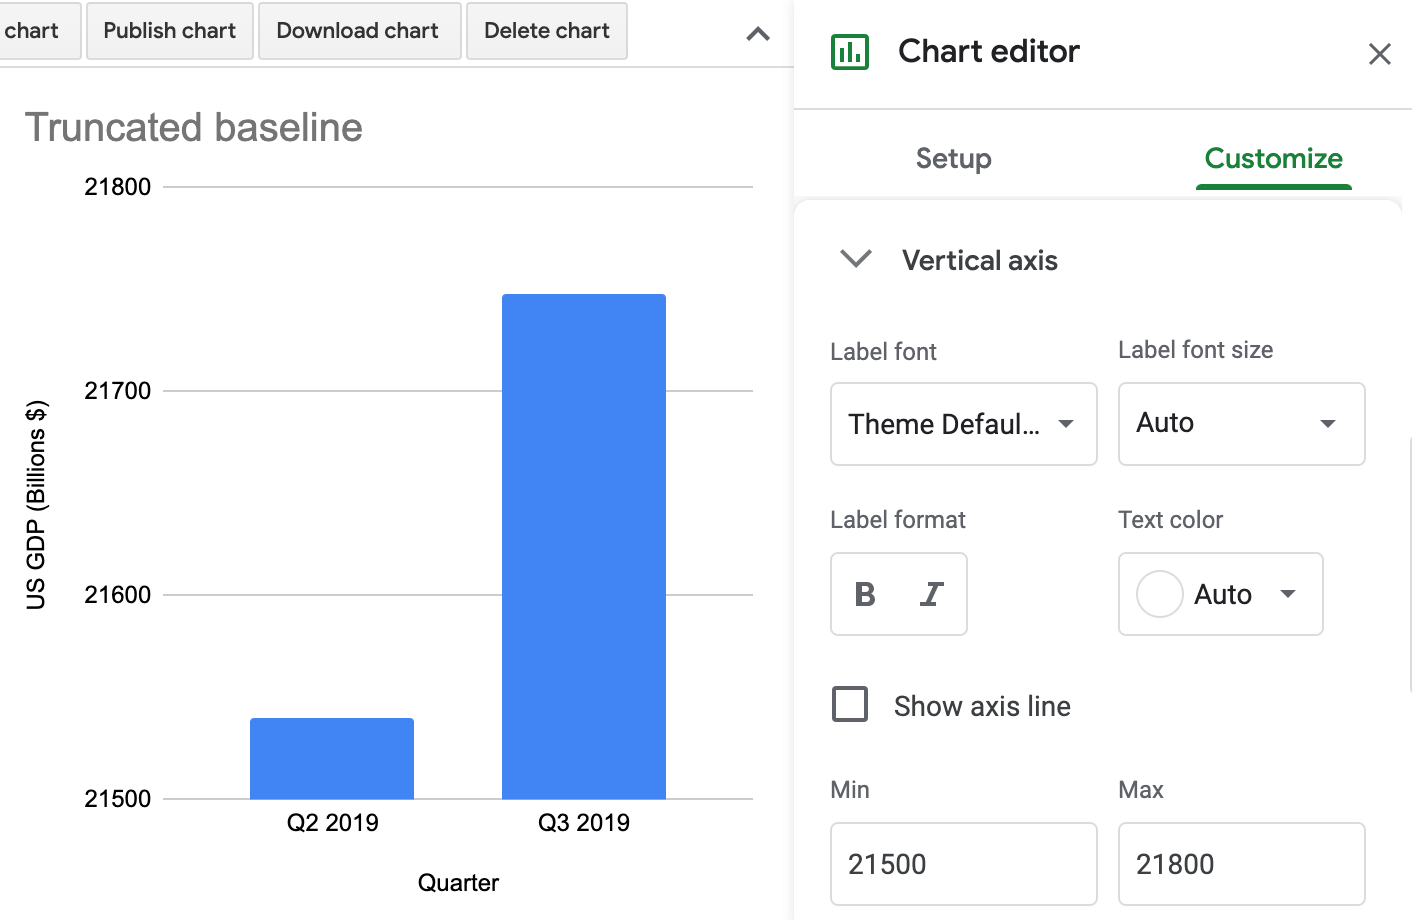 chart
Publish chart
Download chart
Delete chart
Truncated baseline
21800
21700
21600
21500
US GDP (Billions $)
Q2 2019
Q3 2019
Quarter
Chart editor
Setup
Customize
Vertical axis
Label font
Label font size
Theme Defaul...
Auto
Label format
Text color
B I
Auto
Show axis line
Min
Max
21500
21800